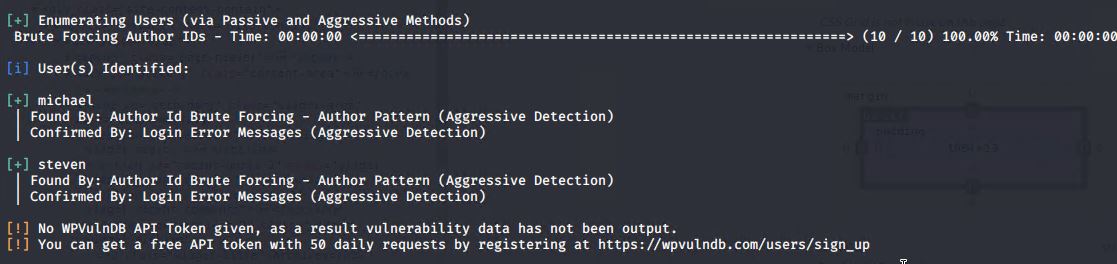 [+] Enumerating Users (via Passive and Aggressive Methods)
Brute Forcing Author IDs - Time: 00:00:00 <=============================================================> (10 / 10) 100.00% Time: 00:00:00
[i] User(s) Identified:
[+] michael
| Found By: Author Id Brute Forcing - Author Pattern (Aggressive Detection)
| Confirmed By: Login Error Messages (Aggressive Detection)
[+] steven
| Found By: Author Id Brute Forcing - Author Pattern (Aggressive Detection)
| Confirmed By: Login Error Messages (Aggressive Detection)
[!] No WPVulnDB API Token given, as a result vulnerability data has not been output.
[!] You can get a free API token with 50 daily requests by registering at https://wpvulndb.com/users/sign_up
Box Model
margin
padding